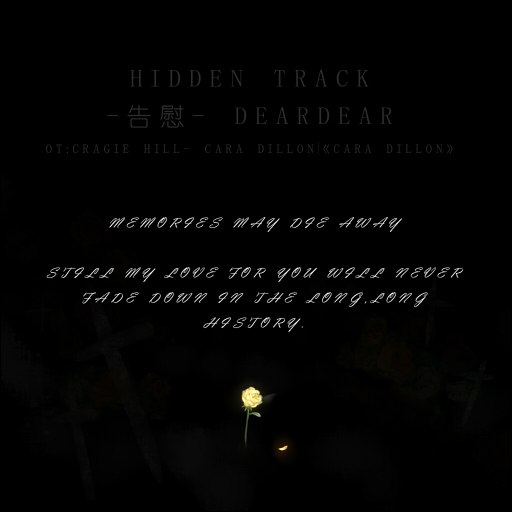 HIDDEN TRACK
-告慰- DEARDEAR
OT:CRAGIE HILL- CARA DILLON|《CARA DILLON》
MEMORIES MAY DIE AWAY
STILL MY LOVE FOR YOU WILL NEVER
FADE DOWN IN THE LONG,LONG
HISTORY.